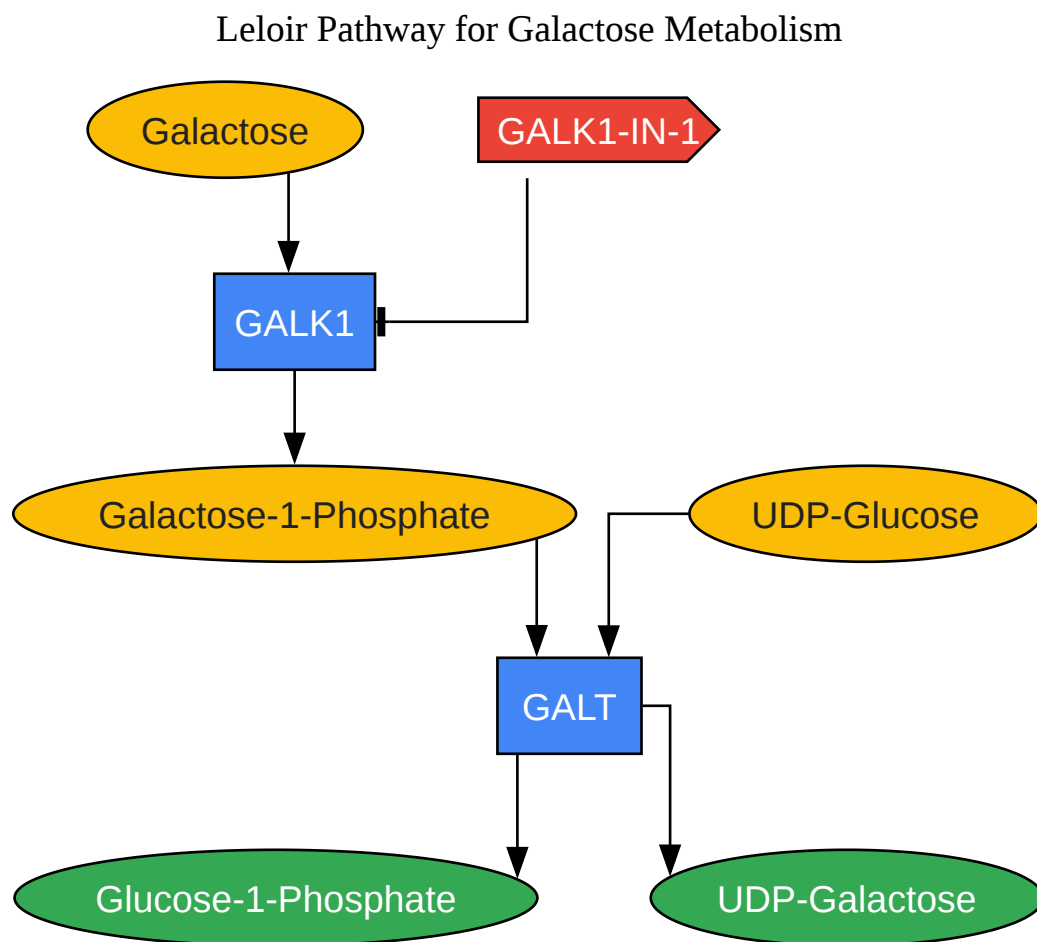 Leloir Pathway for Galactose Metabolism
Galactose
GALK1-IN-1
GALK1
Galactose-1-Phosphate
UDP-Glucose
GALT
Glucose-1-Phosphate
UDP-Galactose